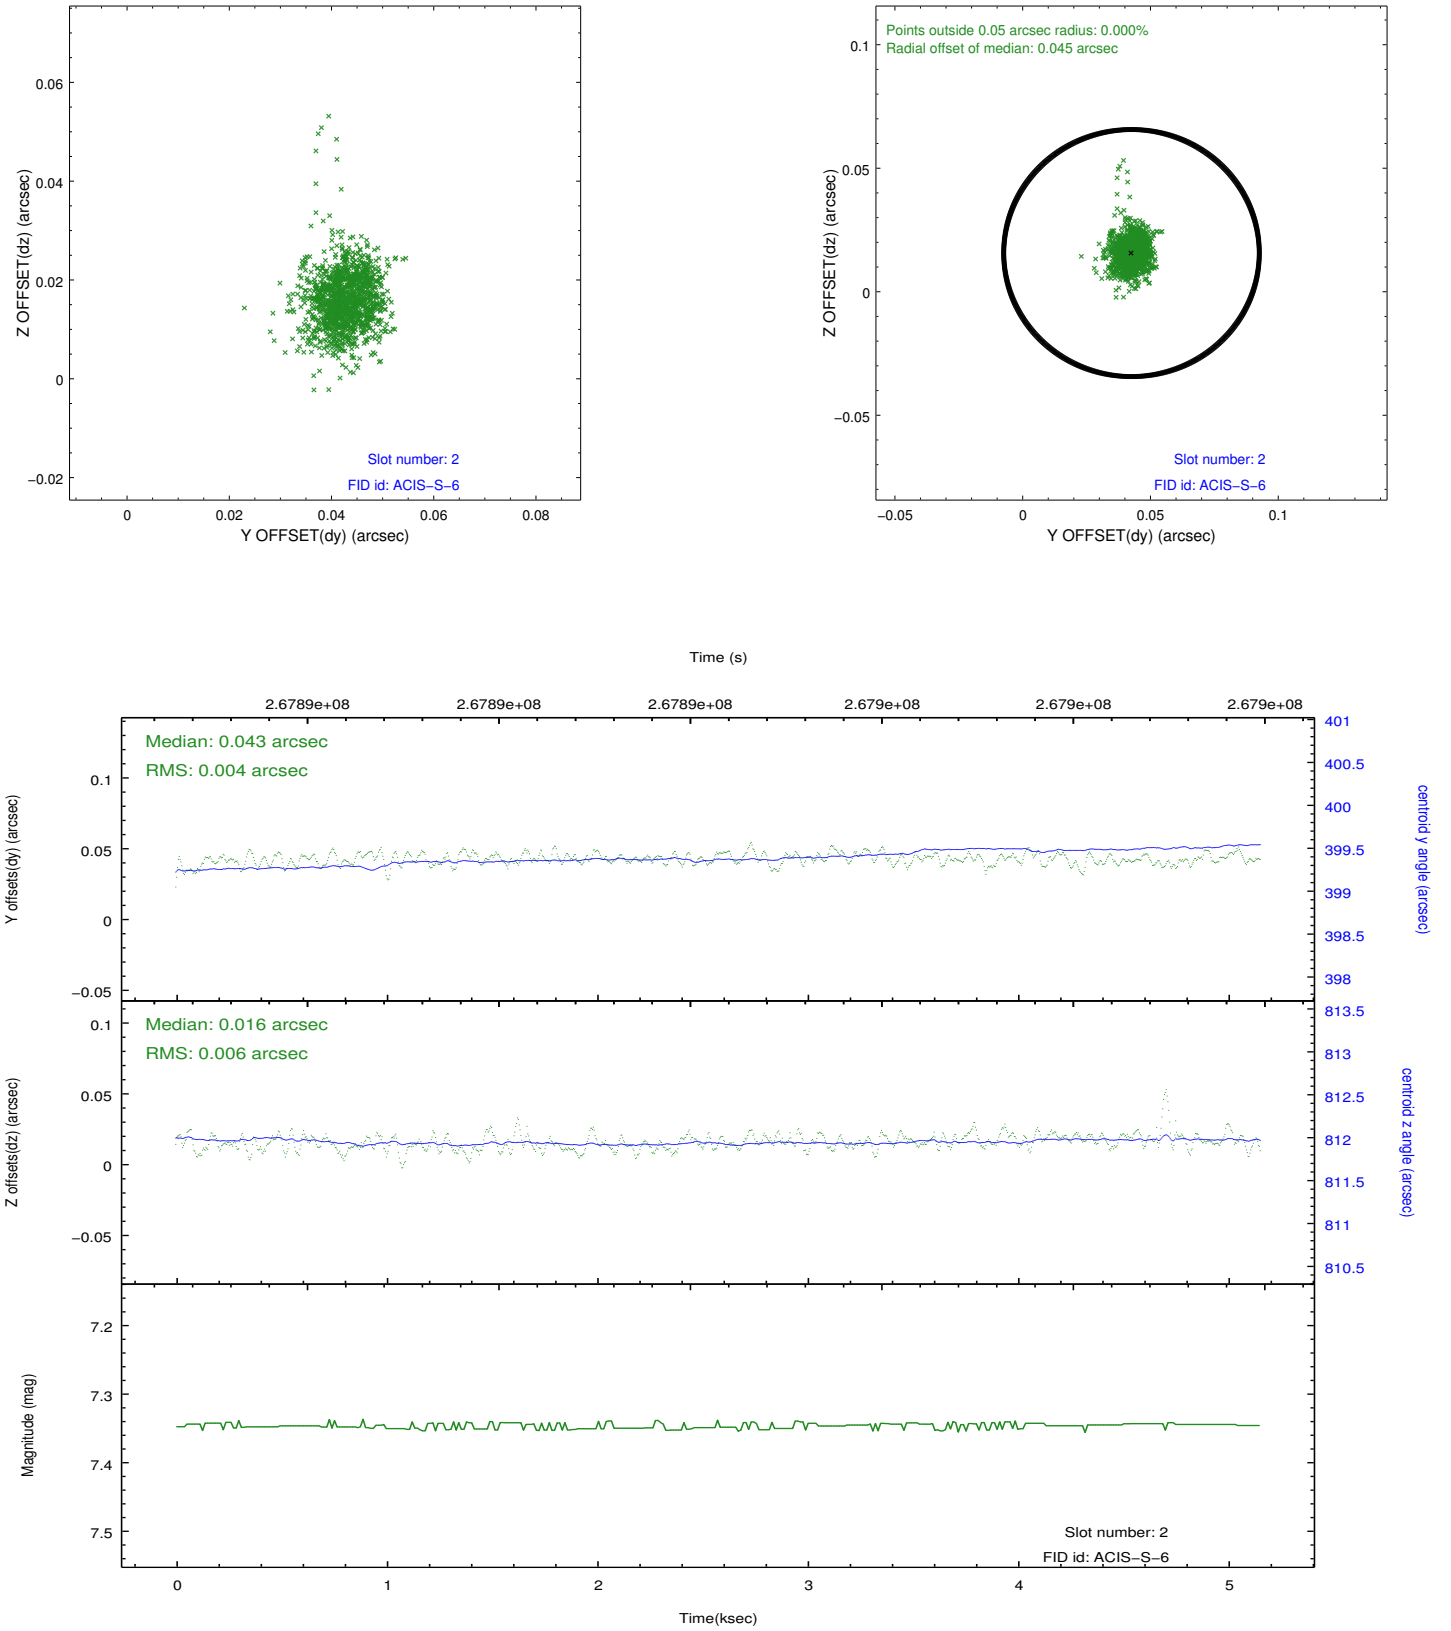 0.06
0.04
0.02
0
−0.02
Z OFFSET(dz) (arcsec)
0
0.02
0.04
0.06
0.08
Y OFFSET(dy) (arcsec)
Slot number: 2
FID id: ACIS−S−6
Points outside 0.05 arcsec radius: 0.000%
Radial offset of median: 0.045 arcsec
0.1
0.05
0
−0.05
Z OFFSET(dz) (arcsec)
−0.05
0
0.05
0.1
Y OFFSET(dy) (arcsec)
Slot number: 2
FID id: ACIS−S−6
Time (s)
2.6789e+08
2.6789e+08
2.6789e+08
2.679e+08
2.679e+08
2.679e+08
Median: 0.043 arcsec
RMS: 0.004 arcsec
0.1
0.05
0
−0.05
Y offsets(dy) (arcsec)
401
400.5
400
399.5
399
398.5
398
centroid y angle (arcsec)
Median: 0.016 arcsec
RMS: 0.006 arcsec
0.1
0.05
0
−0.05
Z offsets(dz) (arcsec)
813.5
813
812.5
812
811.5
811
810.5
centroid z angle (arcsec)
7.2
7.3
7.4
7.5
Magnitude (mag)
Slot number: 2
FID id: ACIS−S−6
0
1
2
3
4
5
Time(ksec)